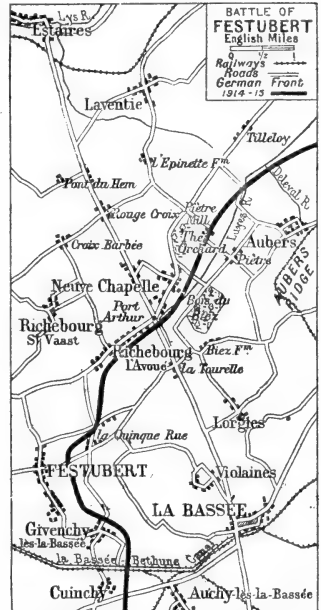 BATTLE OF
FESTUBERT
English Miles
0 ½ 1
Railways
Roads
German Front
1914-15
Lys R.
Estaires
Laventie
Tilleloy
l'Epinette Fm
Pont du Hem
Rouge Croix
Pietre
Mill
The
Orchard
Layes R.
Deleval R
Croix Barbée
Aubers
Pietre
AUBERS
RIDGE
Neuve Chapelle
Bois du
Biez
Port
Arthur
Richebourg
St Vaast
Richebourg
l'Avoué
Biez Fm
la Tourelle
Lorgies
la Quinque Rue
FESTUBERT
Violaines
LA BASSÉE
Givenchy
lès-la-Bassée
la Bassée-Bethune Canal
Cuinchy
Auchy-lès-la-Bassée